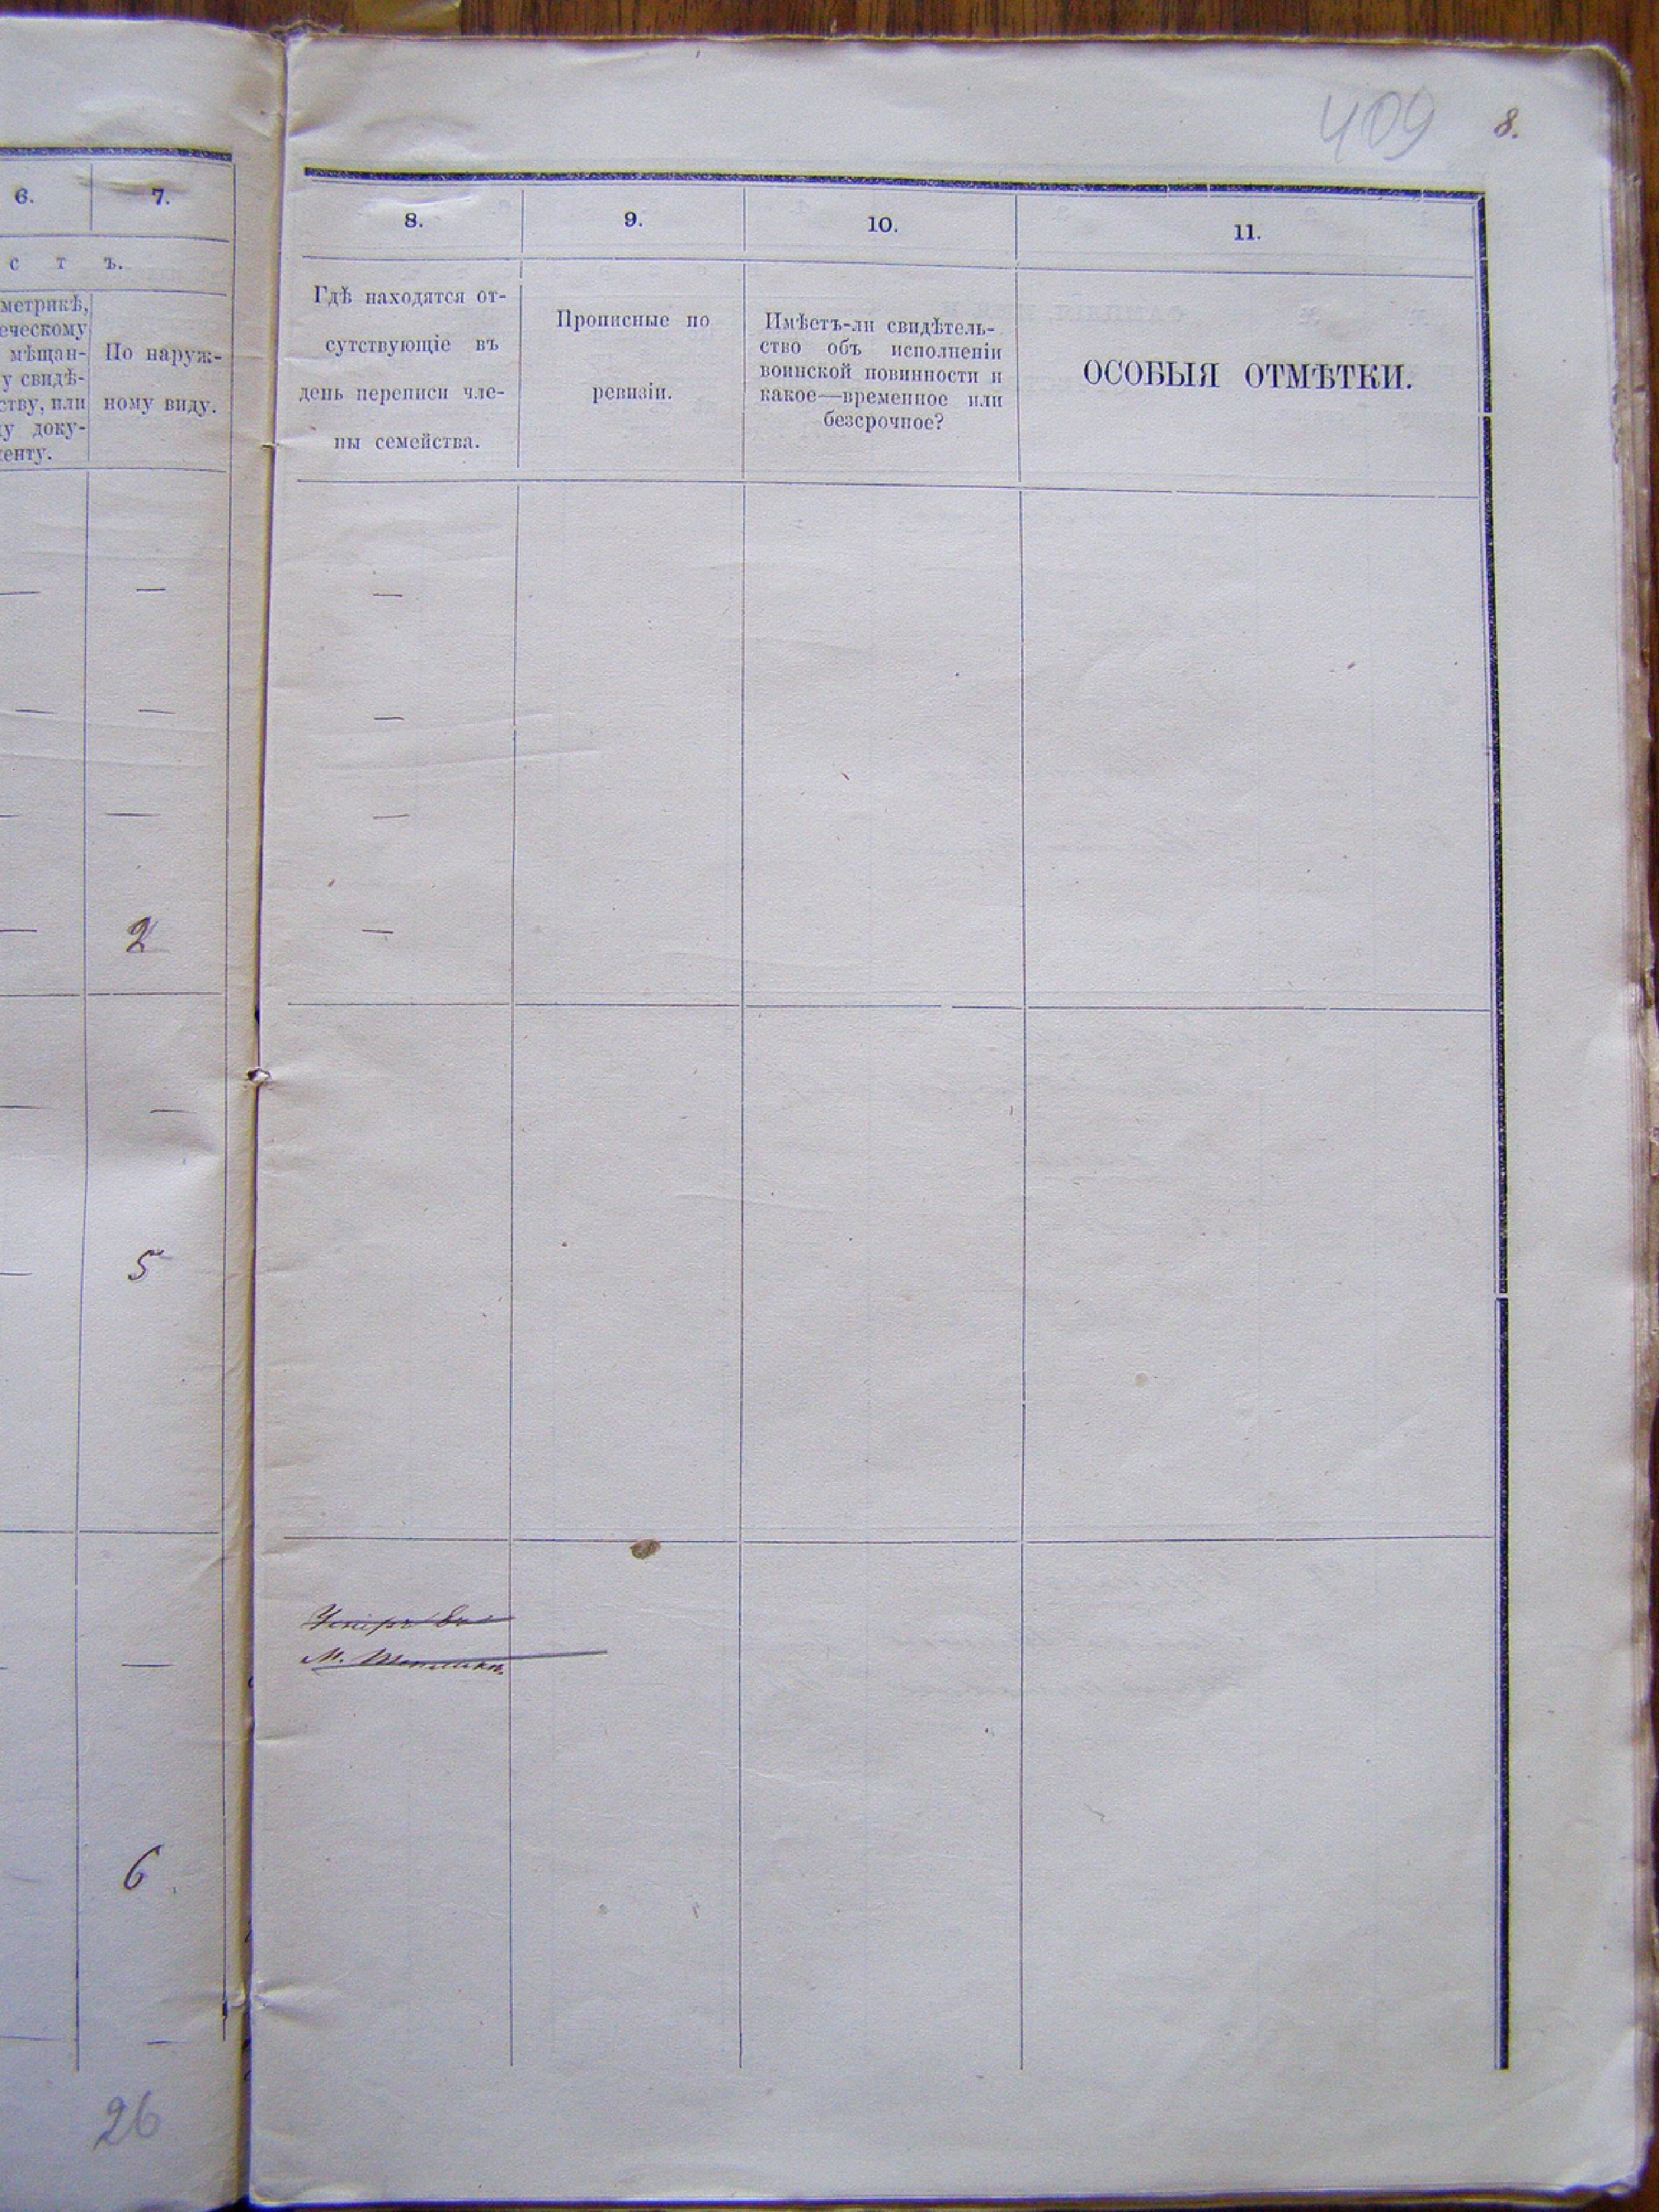 409 8.
6. 7.
с т ъ.
метрикѣ,
еческому
мѣщан-
у свидѣ-
ству, или
у доку-
енту.
По наруж-
ному виду.
8. 9. 10. 11.
Гдѣ находятся от-
сутствующіе въ
день переписи чле-
ны семейства.
Прописные по
ревизіи.
Имѣетъ-ли свидѣтель-
ство объ исполненіи
воинской повинности и
какое—временное или
безсрочное?
ОСОБЫЯ ОТМѢТКИ.
— — —
— — —
— — —
— 2 —
— —
— 5
М.
— —
6
— —
26